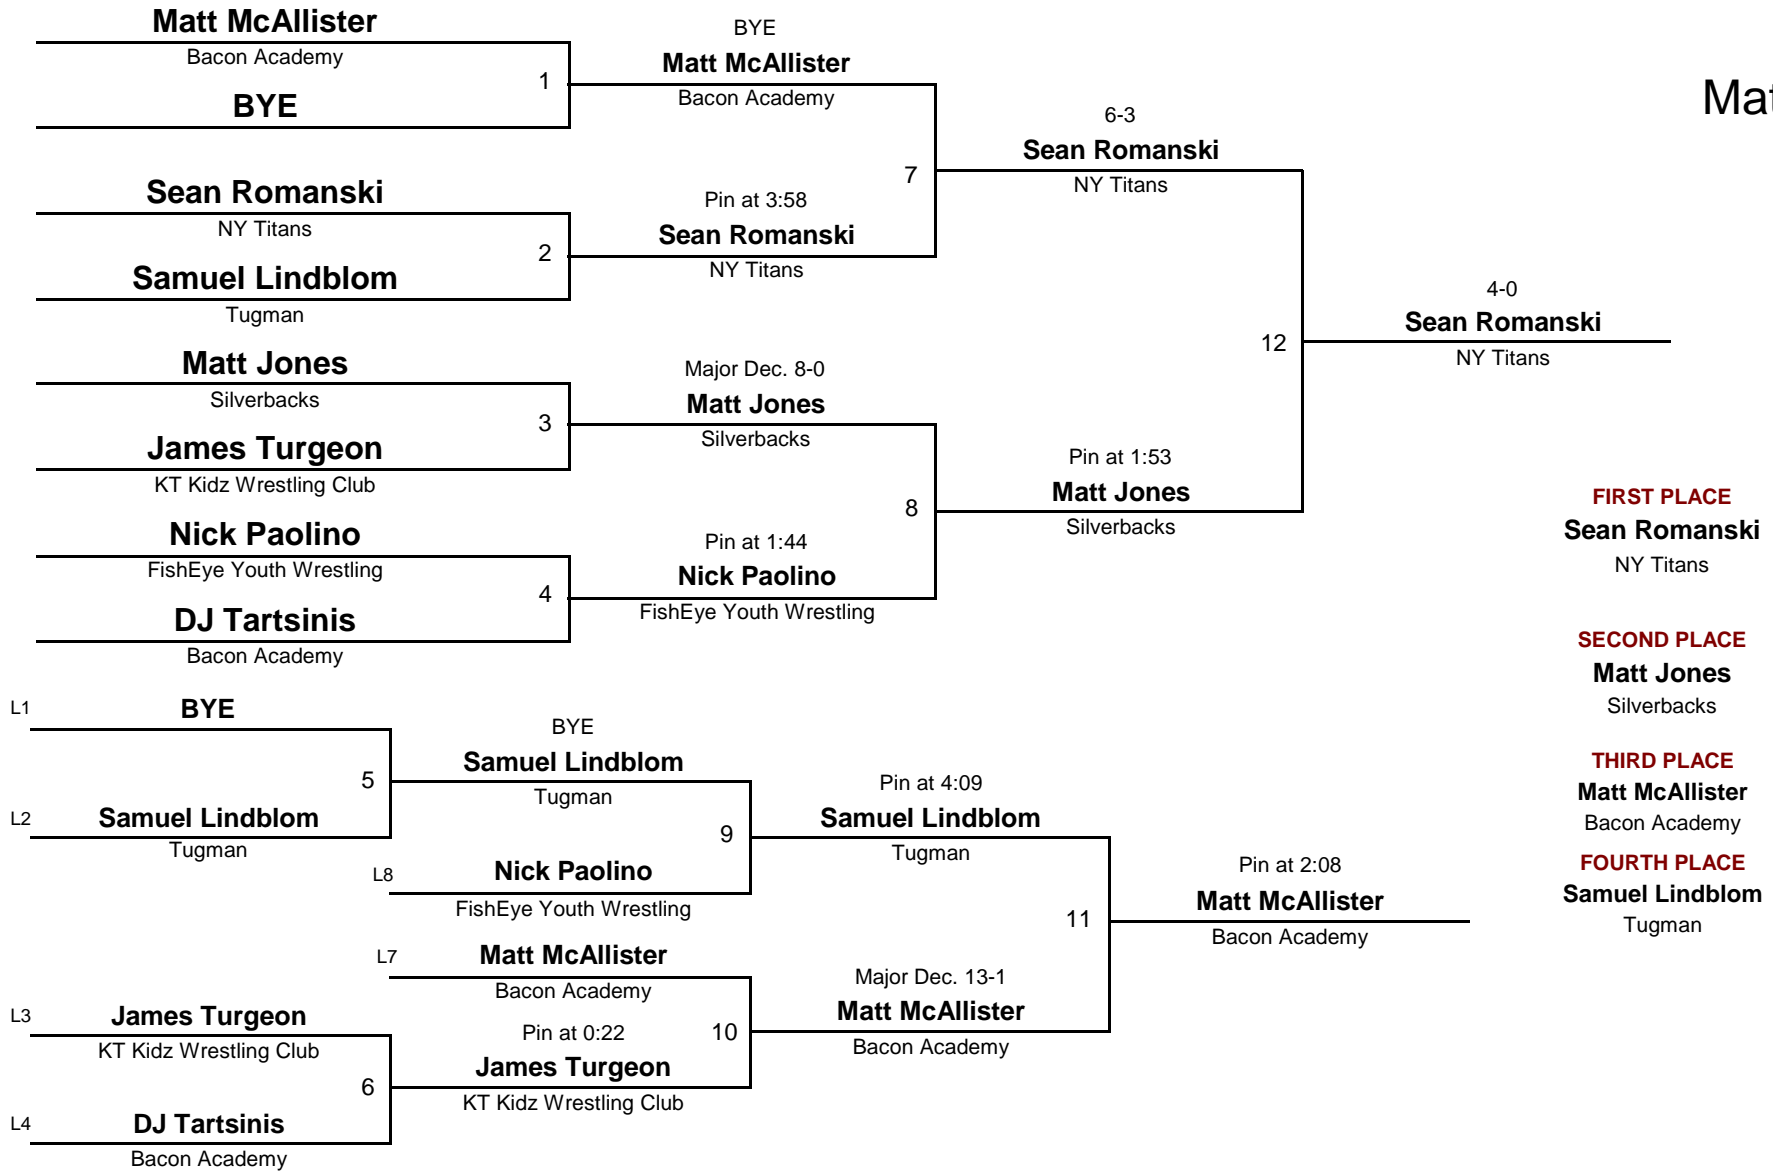 Matt McAllister
Bacon Academy
1
BYE
BYE
Matt McAllister
Bacon Academy
Mat
Sean Romanski
NY Titans
2
Samuel Lindblom
Tugman
Pin at 3:58
Sean Romanski
NY Titans
7
6-3
Sean Romanski
NY Titans
Matt Jones
Silverbacks
3
James Turgeon
KT Kidz Wrestling Club
Major Dec. 8-0
Matt Jones
Silverbacks
Nick Paolino
FishEye Youth Wrestling
4
DJ Tartsinis
Bacon Academy
Pin at 1:44
Nick Paolino
FishEye Youth Wrestling
8
Pin at 1:53
Matt Jones
Silverbacks
12
4-0
Sean Romanski
NY Titans
FIRST PLACE
Sean Romanski
NY Titans
SECOND PLACE
Matt Jones
Silverbacks
THIRD PLACE
Matt McAllister
Bacon Academy
FOURTH PLACE
Samuel Lindblom
Tugman
L1
BYE
5
L2
Samuel Lindblom
Tugman
BYE
Samuel Lindblom
Tugman
9
L8
Nick Paolino
FishEye Youth Wrestling
Pin at 4:09
Samuel Lindblom
Tugman
L7
Matt McAllister
Bacon Academy
L3
James Turgeon
KT Kidz Wrestling Club
6
L4
DJ Tartsinis
Bacon Academy
Pin at 0:22
James Turgeon
KT Kidz Wrestling Club
10
Major Dec. 13-1
Matt McAllister
Bacon Academy
11
Pin at 2:08
Matt McAllister
Bacon Academy